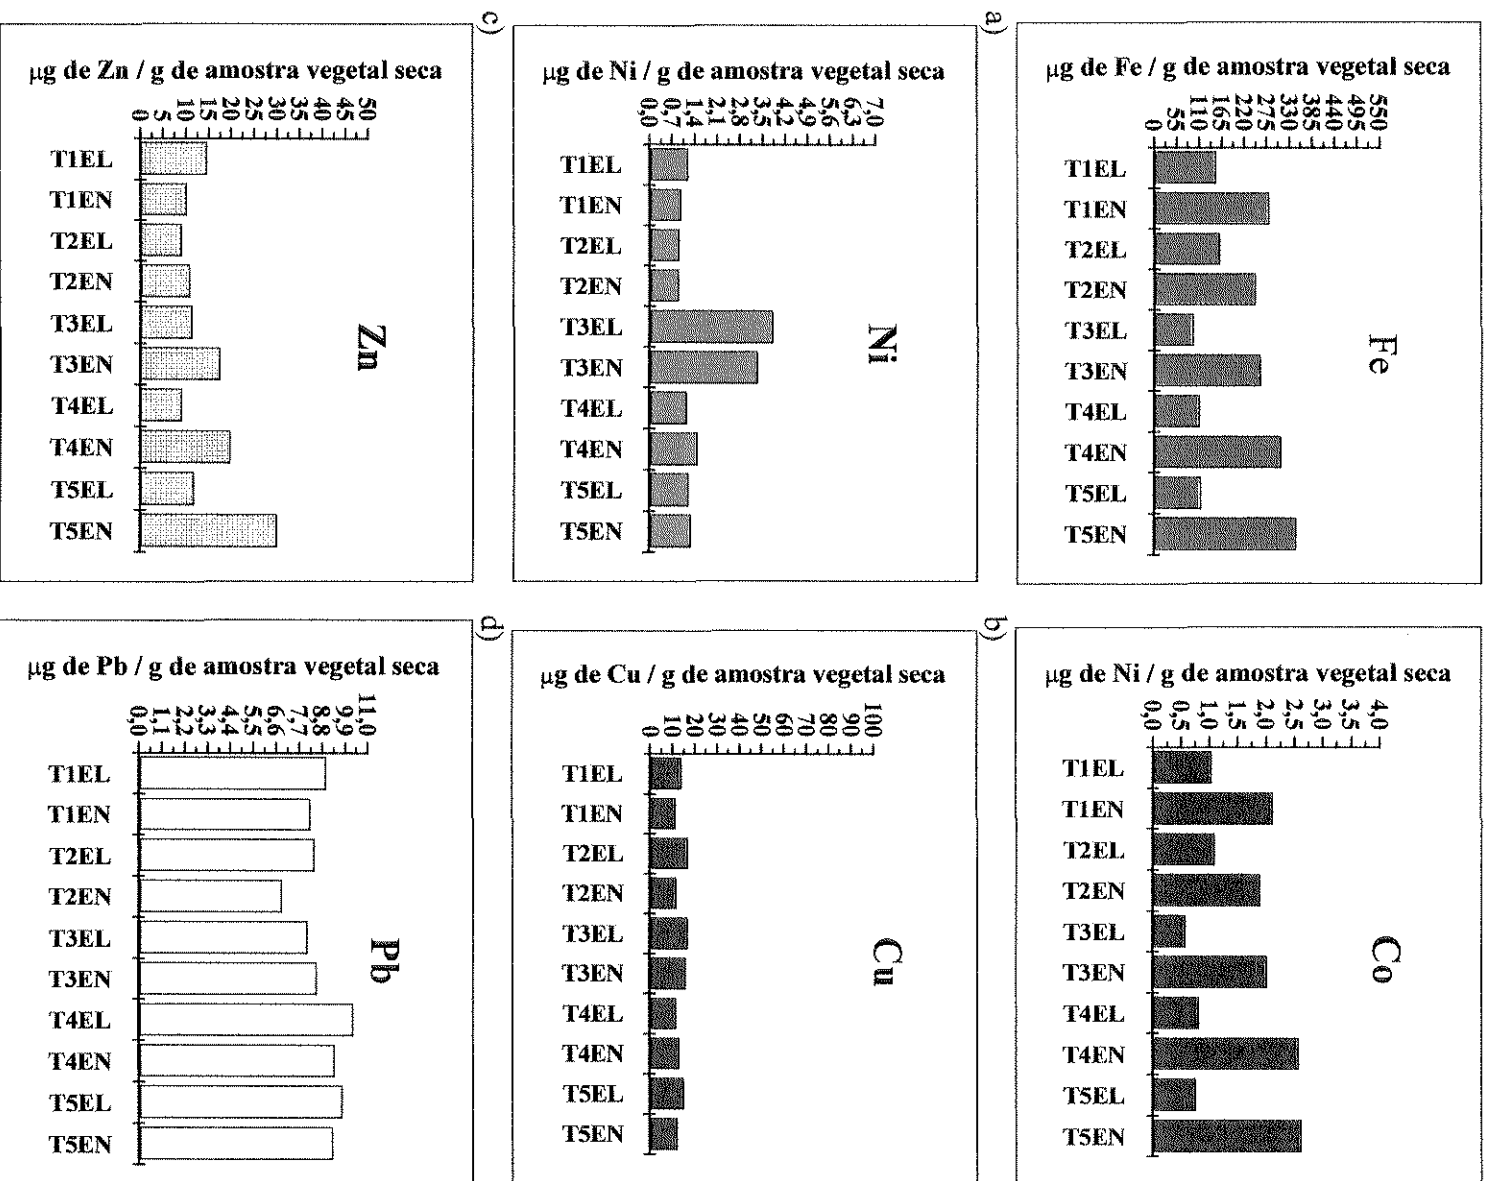 Fe
µg de Fe / g de amostra vegetal seca
550
495
440
385
330
275
220
165
110
55
0
T1EL
T1EN
T2EL
T2EN
T3EL
T3EN
T4EL
T4EN
T5EL
T5EN
Co
µg de Ni / g de amostra vegetal seca
4,0
3,5
3,0
2,5
2,0
1,5
1,0
0,5
0,0
T1EL
T1EN
T2EL
T2EN
T3EL
T3EN
T4EL
T4EN
T5EL
T5EN
a)
b)
Ni
µg de Ni / g de amostra vegetal seca
7,0
6,3
5,6
4,9
4,2
3,5
2,8
2,1
1,4
0,7
0,0
T1EL
T1EN
T2EL
T2EN
T3EL
T3EN
T4EL
T4EN
T5EL
T5EN
Cu
µg de Cu / g de amostra vegetal seca
100
90
80
70
60
50
40
30
20
10
0
T1EL
T1EN
T2EL
T2EN
T3EL
T3EN
T4EL
T4EN
T5EL
T5EN
c)
d)
Zn
µg de Zn / g de amostra vegetal seca
50
45
40
35
30
25
20
15
10
5
0
T1EL
T1EN
T2EL
T2EN
T3EL
T3EN
T4EL
T4EN
T5EL
T5EN
Pb
µg de Pb / g de amostra vegetal seca
11,0
9,9
8,8
7,7
6,6
5,5
4,4
3,3
2,2
1,1
0,0
T1EL
T1EN
T2EL
T2EN
T3EL
T3EN
T4EL
T4EN
T5EL
T5EN